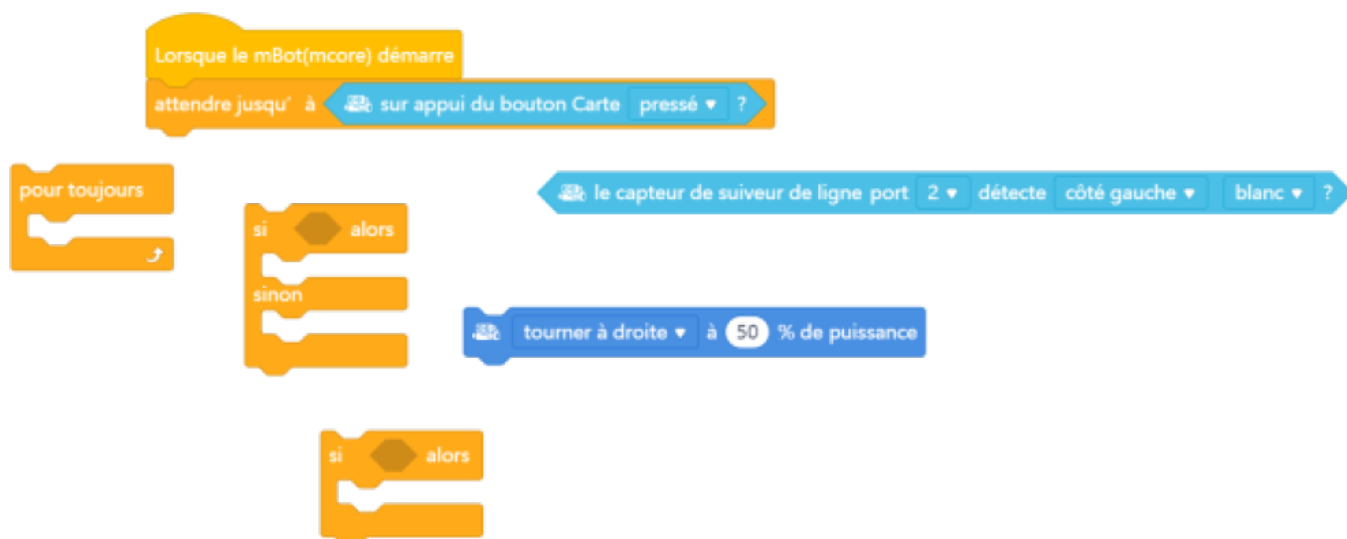 Lorsque le mBot(mcore) démarre
attendre jusqu' à sur appui du bouton Carte pressé ?
pour toujours
le capteur de suiveur de ligne port 2 détecte côté gauche blanc ?
si alors
sinon
tourner à droite à 50 % de puissance
si alors